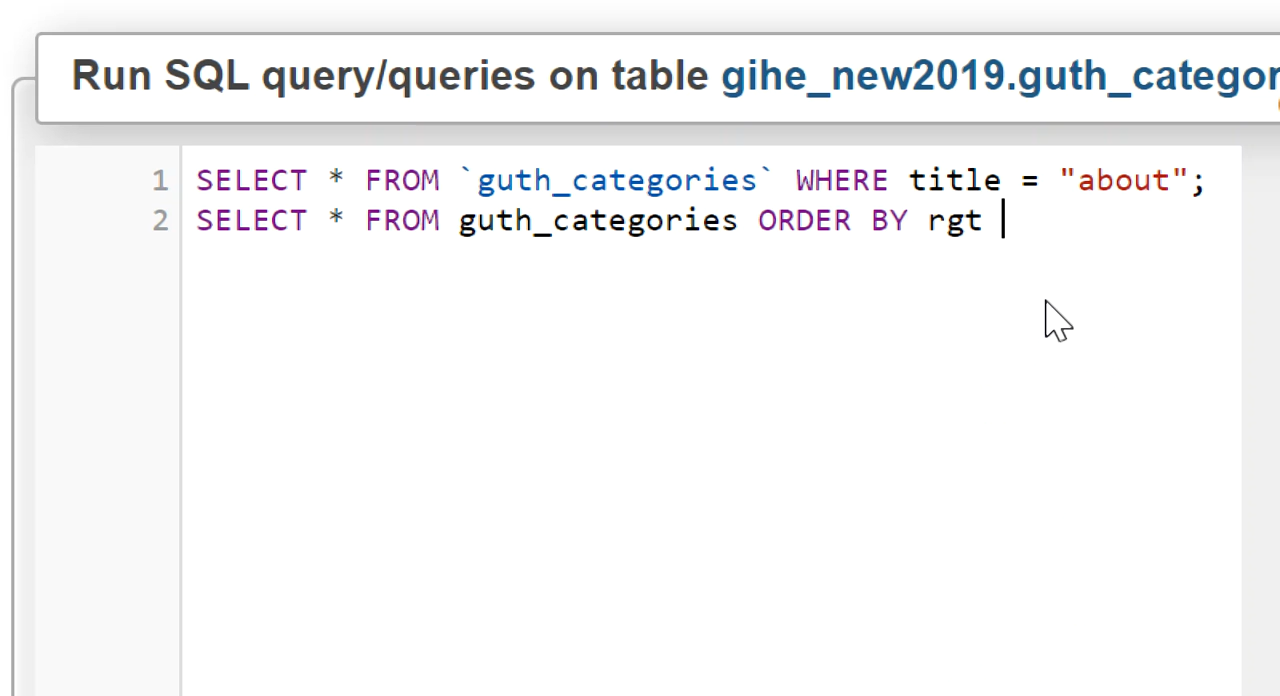 Run SQL query/queries on table gihe_new2019.guth_categor
1 SELECT * FROM `guth_categories` WHERE title = "about";
2 SELECT * FROM guth_categories ORDER BY rgt